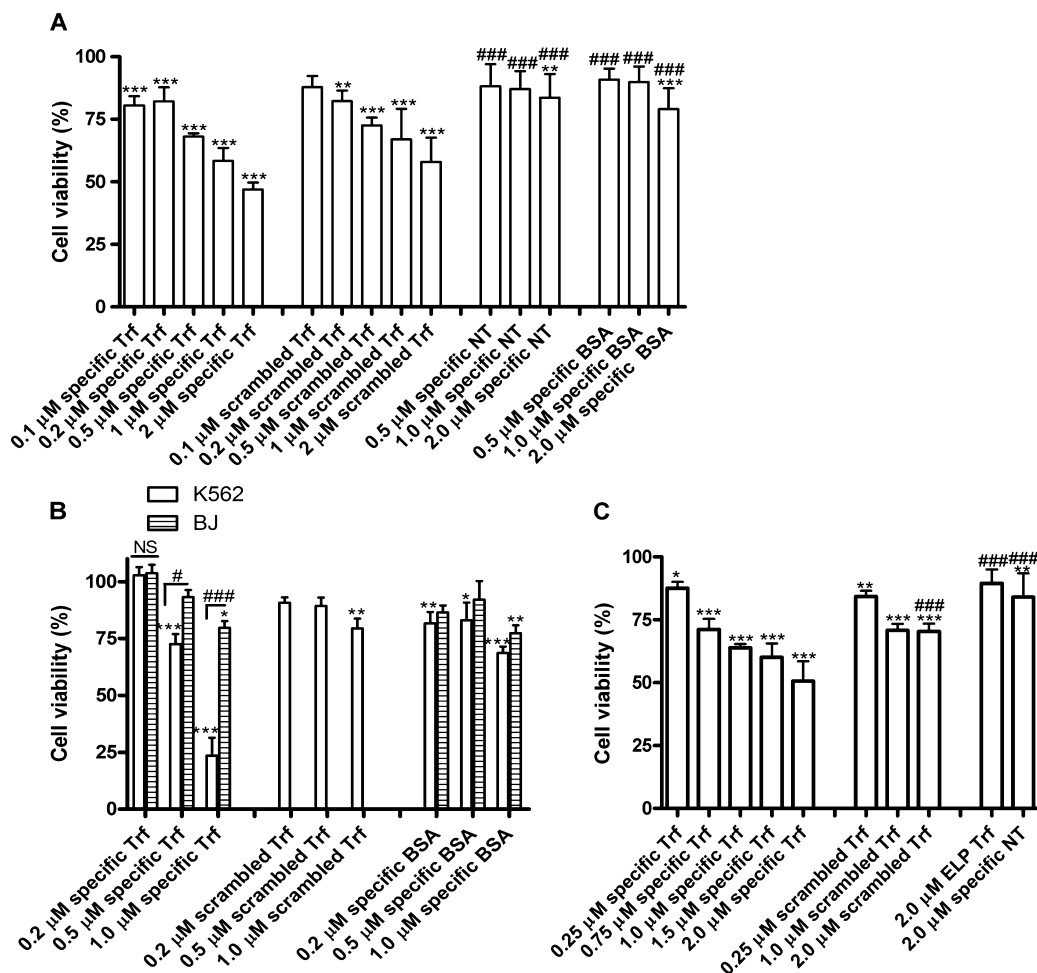 A
Cell viability (%)
100
75
50
25
0
*** *** *** *** ***
** *** *** ***
### ### ### **
### ### ### ***
0.1 μM specific Trf
0.2 μM specific Trf
0.5 μM specific Trf
1 μM specific Trf
2 μM specific Trf
0.1 μM scrambled Trf
0.2 μM scrambled Trf
0.5 μM scrambled Trf
1 μM scrambled Trf
2 μM scrambled Trf
0.5 μM specific NT
1.0 μM specific NT
2.0 μM specific NT
0.5 μM specific BSA
1.0 μM specific BSA
2.0 μM specific BSA
B
K562
BJ
Cell viability (%)
100
75
50
25
0
NS
#
***
###
*** *
**
** * *** **
0.2 μM specific Trf
0.5 μM specific Trf
1.0 μM specific Trf
0.2 μM scrambled Trf
0.5 μM scrambled Trf
1.0 μM scrambled Trf
0.2 μM specific BSA
0.5 μM specific BSA
1.0 μM specific BSA
C
Cell viability (%)
100
75
50
25
0
* *** *** *** ***
** *** ### ***
### ### **
0.25 μM specific Trf
0.75 μM specific Trf
1.0 μM specific Trf
1.5 μM specific Trf
2.0 μM specific Trf
0.25 μM scrambled Trf
1.0 μM scrambled Trf
2.0 μM scrambled Trf
2.0 μM ELP Trf
2.0 μM specific NT